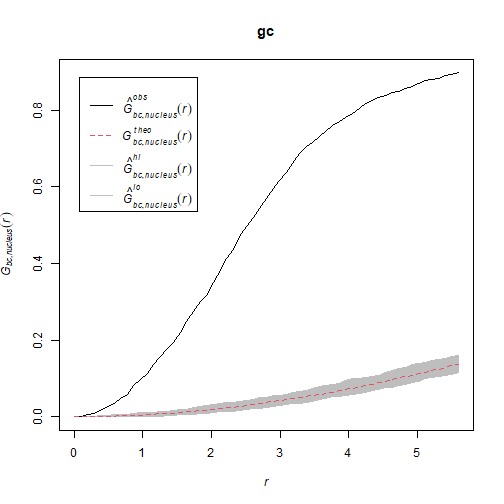 gc
Ĝ^obs_bc,nucleus(r)
G^theo_bc,nucleus(r)
Ĝ^hi_bc,nucleus(r)
Ĝ^lo_bc,nucleus(r)
G_bc,nucleus(r)
0.8
0.6
0.4
0.2
0.0
0 1 2 3 4 5
r